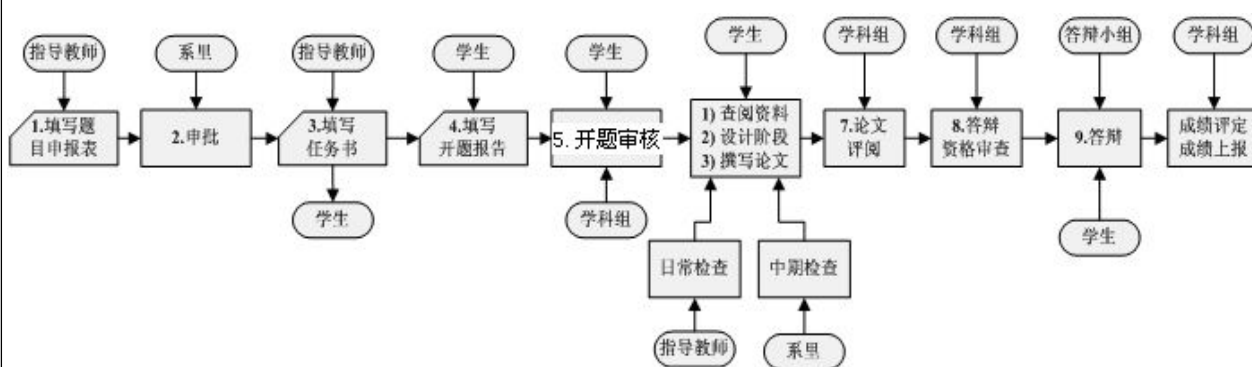 指导教师
系里
指导教师
学生
学生
学生
学科组
学科组
答辩小组
学科组
1.填写题
目申报表
2.申批
3.填写
任务书
4.填写
开题报告
5. 开题审核
1) 查阅资料
2) 设计阶段
3) 撰写论文
7.论文
评阅
8.答辩
资格审查
9.答辩
成绩评定
成绩上报
学生
学科组
学生
日常检查
中期检查
指导教师
系里